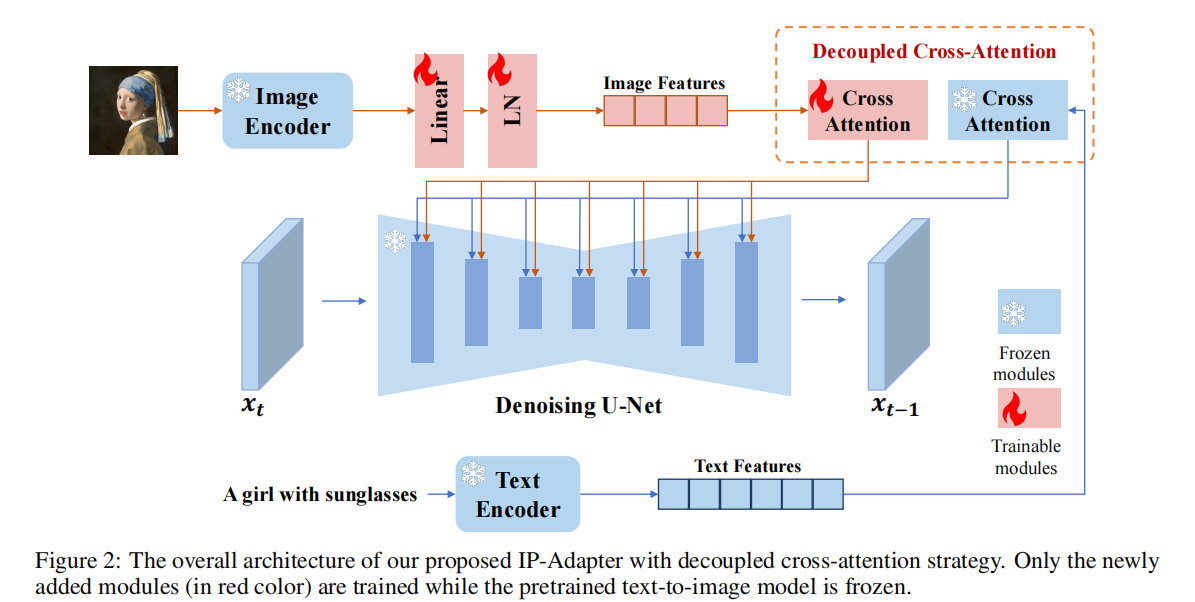 Decoupled Cross-Attention
Image
Encoder
Linear
LN
Image Features
Cross
Attention
Cross
Attention
x_t
Denoising U-Net
x_{t−1}
Frozen
modules
Trainable
modules
A girl with sunglasses
Text
Encoder
Text Features
Figure 2: The overall architecture of our proposed IP-Adapter with decoupled cross-attention strategy. Only the newly
added modules (in red color) are trained while the pretrained text-to-image model is frozen.